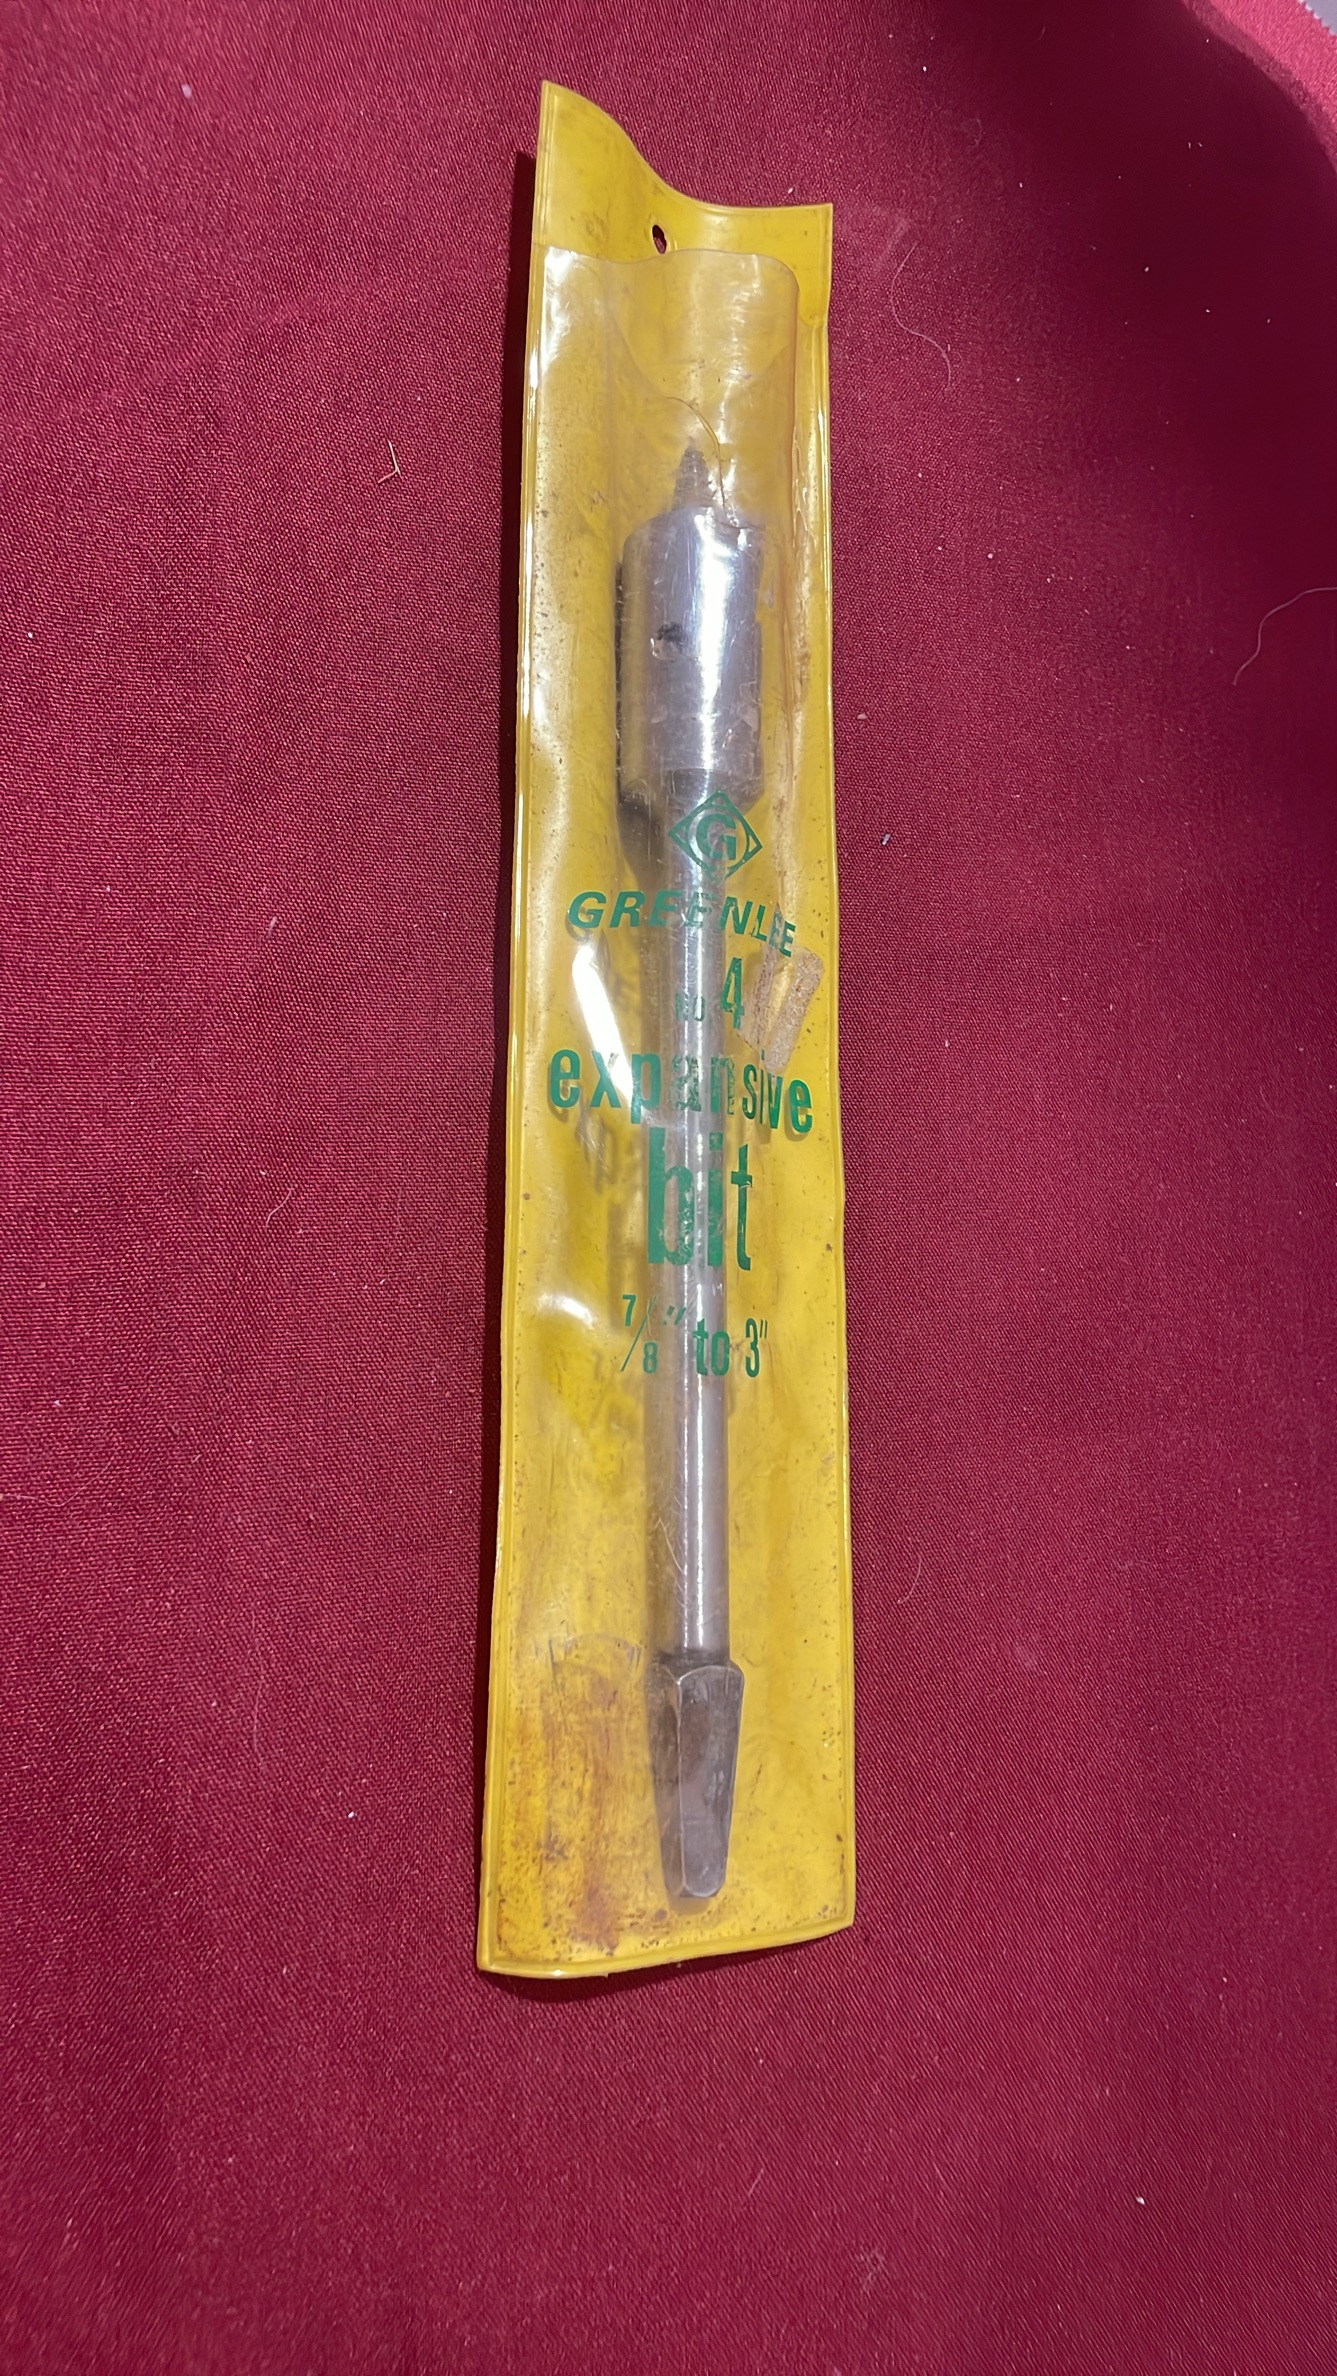 G
GREENLEE
no 4
expansive
bit
7/8" to 3"